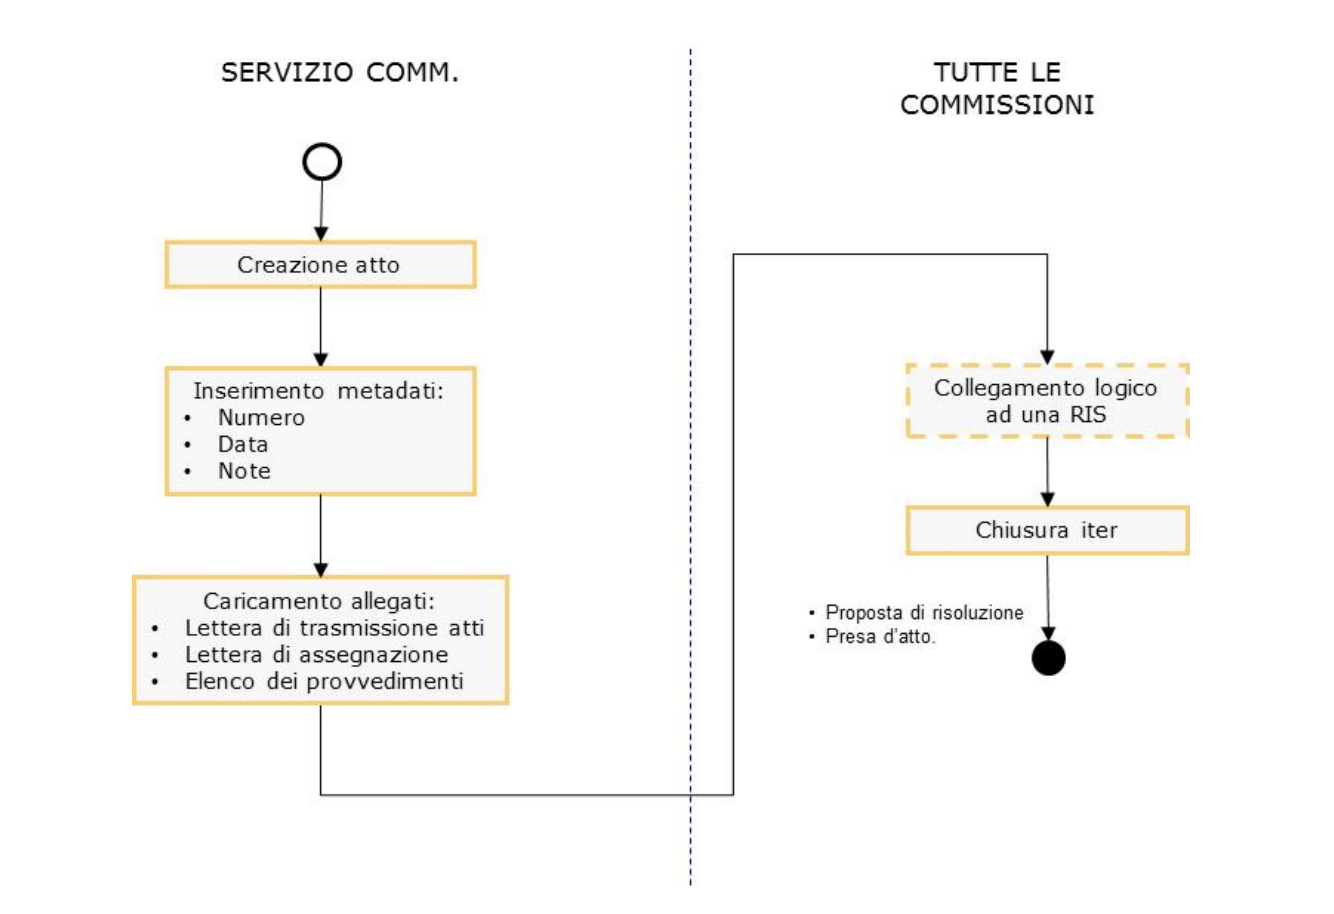 SERVIZIO COMM.
Creazione atto
Inserimento metadati:
• Numero
• Data
• Note
Caricamento allegati:
• Lettera di trasmissione atti
• Lettera di assegnazione
• Elenco dei provvedimenti
TUTTE LE
COMMISSIONI
Collegamento logico
ad una RIS
Chiusura iter
• Proposta di risoluzione
• Presa d'atto.